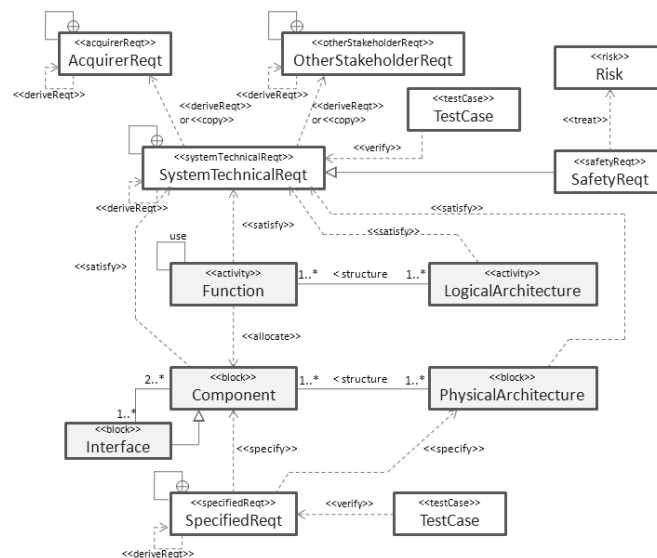 <<acquirerReqt>>
AcquirerReqt
<<deriveReqt>>
<<otherStakeholderReqt>>
OtherStakeholderReqt
<<deriveReqt>>
<<risk>>
Risk
<<deriveReqt>>
or <<copy>>
<<deriveReqt>>
or <<copy>>
<<testCase>>
TestCase
<<treat>>
<<verify>>
<<systemTechnicalReqt>>
SystemTechnicalReqt
<<deriveReqt>>
<<safetyReqt>>
SafetyReqt
<<satisfy>>
<<satisfy>>
use
<<satisfy>>
<<activity>>
Function
1..*
< structure
1..*
<<activity>>
LogicalArchitecture
<<allocate>>
2..*
<<block>>
Component
1..*
< structure
1..*
<<block>>
PhysicalArchitecture
1..*
<<block>>
Interface
<<specify>>
<<specify>>
<<specifiedReqt>>
SpecifiedReqt
<<deriveReqt>>
<<verify>>
<<testCase>>
TestCase